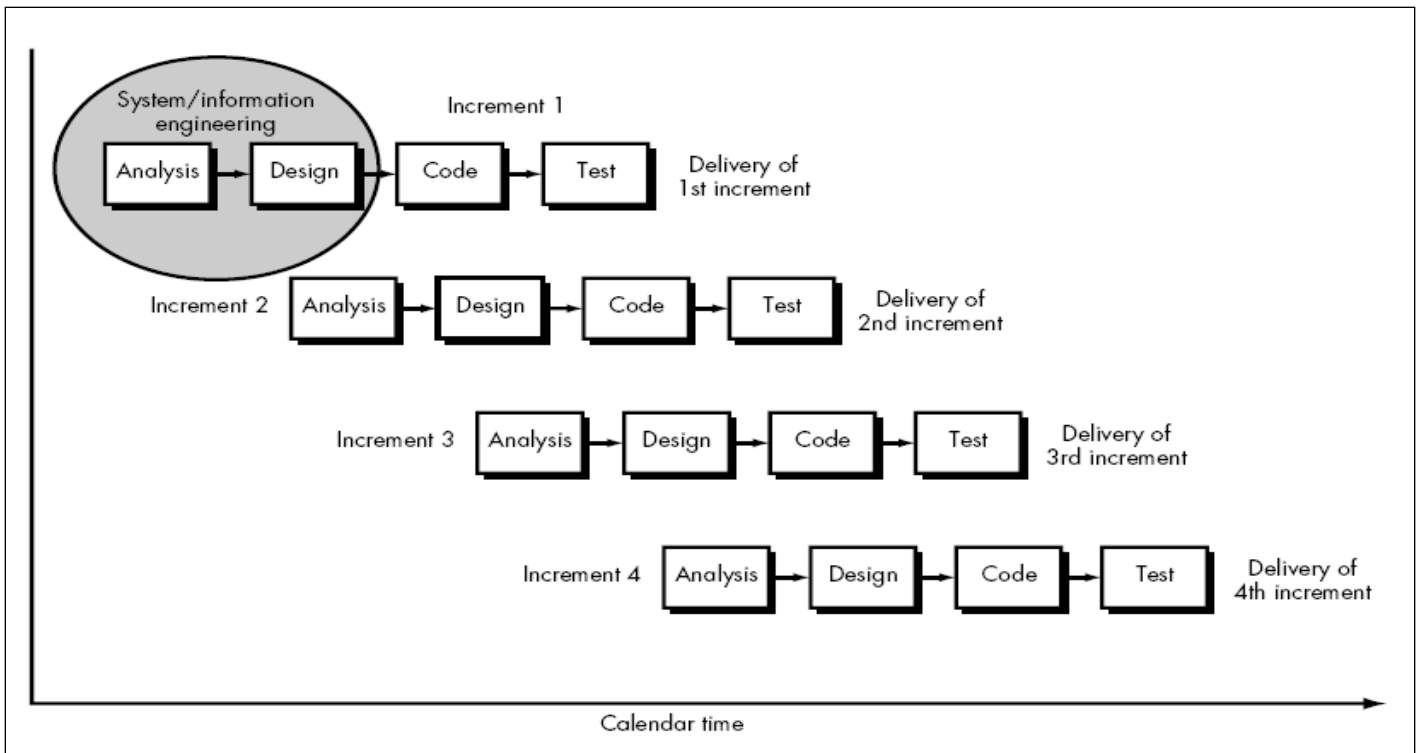 System/information
engineering
Increment 1
Analysis
Design
Code
Test
Delivery of
1st increment
Increment 2
Analysis
Design
Code
Test
Delivery of
2nd increment
Increment 3
Analysis
Design
Code
Test
Delivery of
3rd increment
Increment 4
Analysis
Design
Code
Test
Delivery of
4th increment
Calendar time